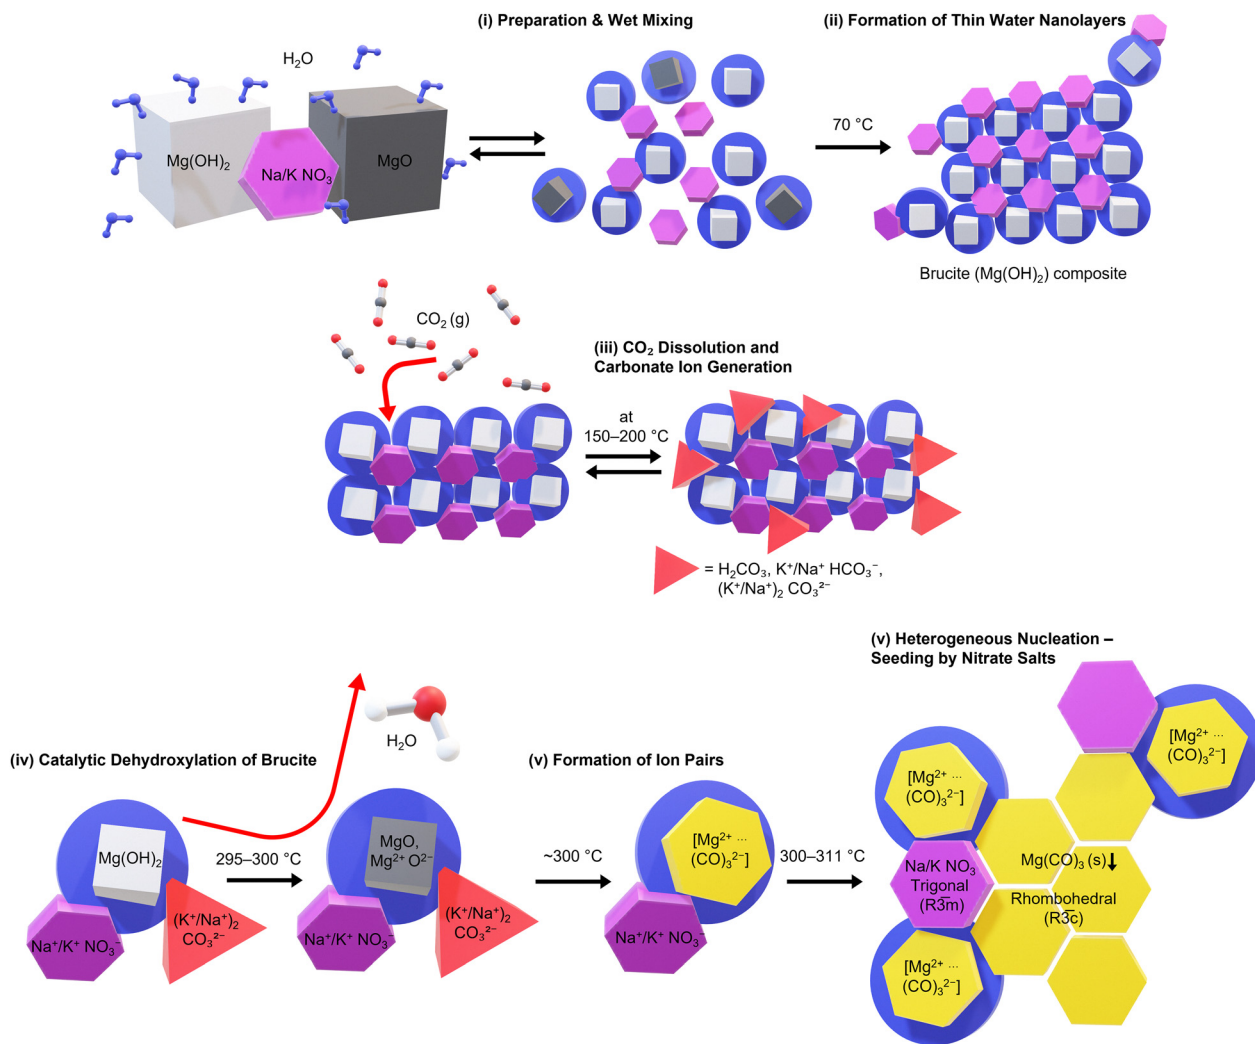 (i) Preparation & Wet Mixing
(ii) Formation of Thin Water Nanolayers
H₂O
Mg(OH)₂
Na/K NO₃
MgO
70 °C
Brucite (Mg(OH)₂) composite
CO₂ (g)
(iii) CO₂ Dissolution and
Carbonate Ion Generation
at
150–200 °C
= H₂CO₃, K⁺/Na⁺ HCO₃⁻,
(K⁺/Na⁺)₂ CO₃²⁻
(iv) Catalytic Dehydroxylation of Brucite
H₂O
Mg(OH)₂
(K⁺/Na⁺)₂
CO₃²⁻
Na⁺/K⁺ NO₃⁻
295–300 °C
MgO,
Mg²⁺ O²⁻
(K⁺/Na⁺)₂
CO₃²⁻
Na⁺/K⁺ NO₃⁻
(v) Formation of Ion Pairs
~300 °C
[Mg²⁺ ...
(CO)₃²⁻]
Na⁺/K⁺ NO₃⁻
300–311 °C
(v) Heterogeneous Nucleation –
Seeding by Nitrate Salts
[Mg²⁺ ...
(CO)₃²⁻]
[Mg²⁺ ...
(CO)₃²⁻]
Na/K NO₃
Trigonal
(R3̅m)
Mg(CO)₃ (s)↓
Rhombohedral
(R3̅c)
[Mg²⁺ ...
(CO)₃²⁻]